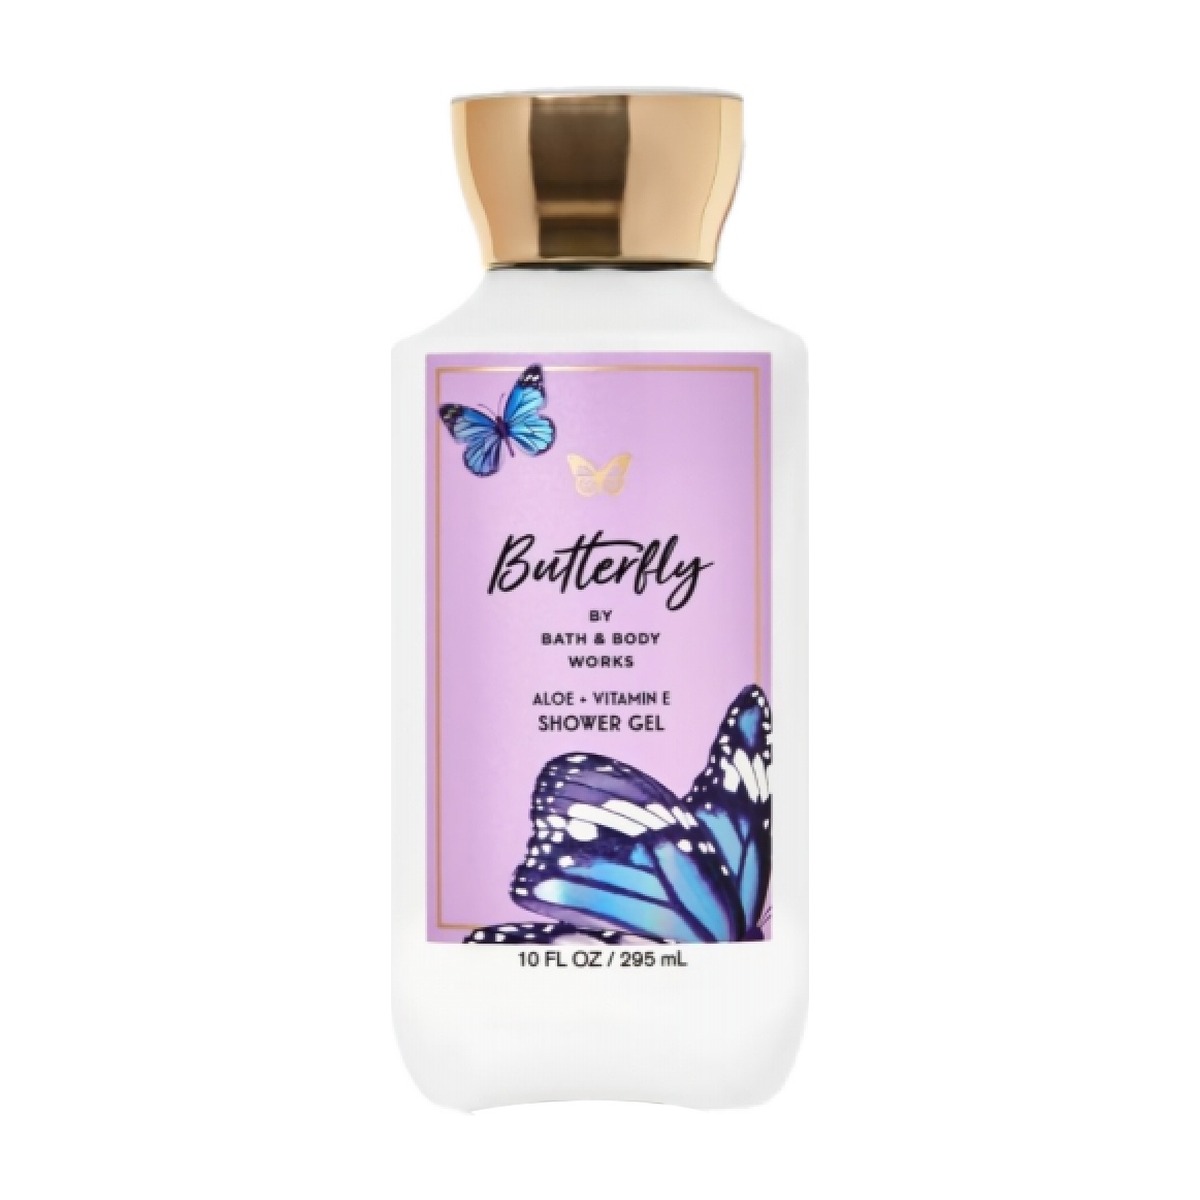 Butterfly
BY
BATH & BODY
WORKS
ALOE + VITAMIN E
SHOWER GEL
10 FL OZ / 295 mL